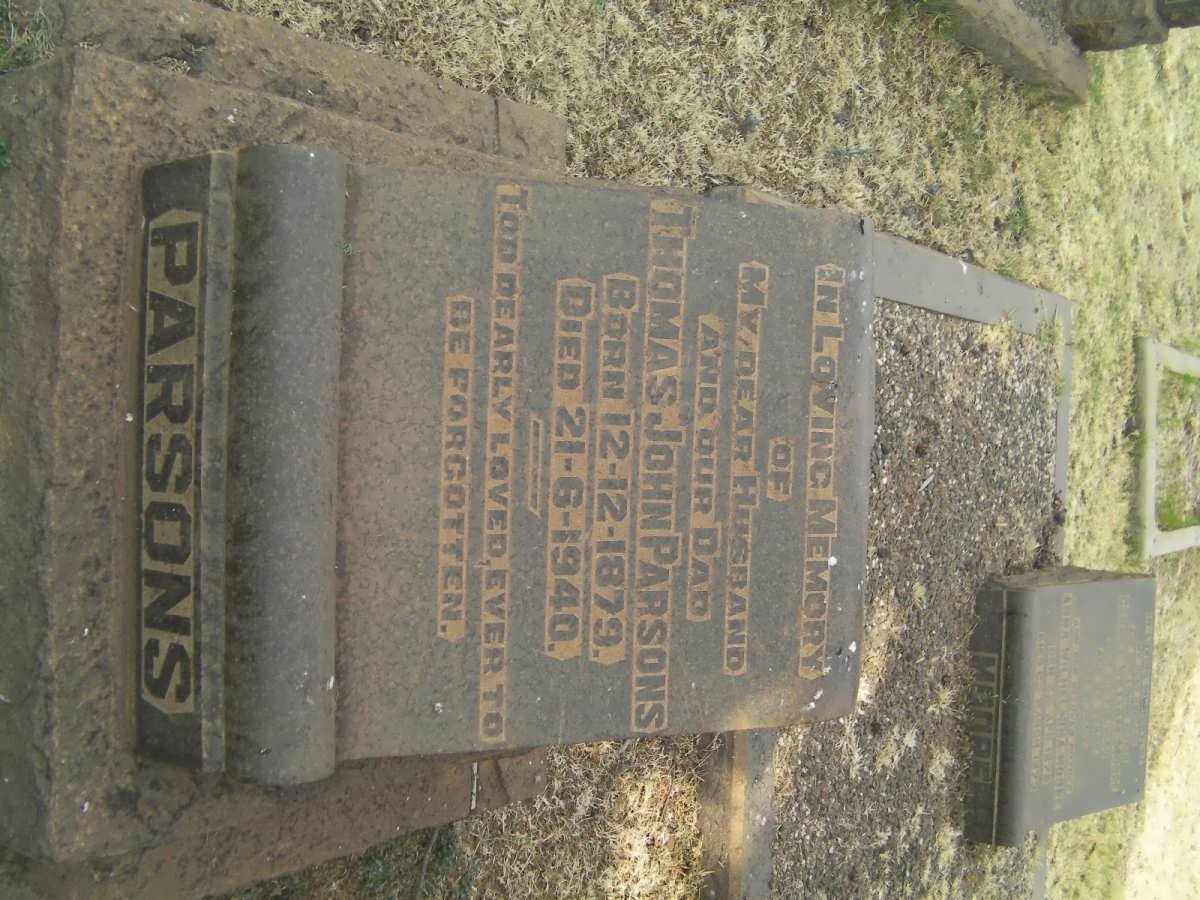 IN LOVING MEMORY
OF
MY DEAR HUSBAND
AND OUR DAD
THOMAS JOHN PARSONS
BORN 12-12-1879.
DIED 21-6-1940.
TOO DEARLY LOVED, EVER TO
BE FORGOTTEN.
PARSONS